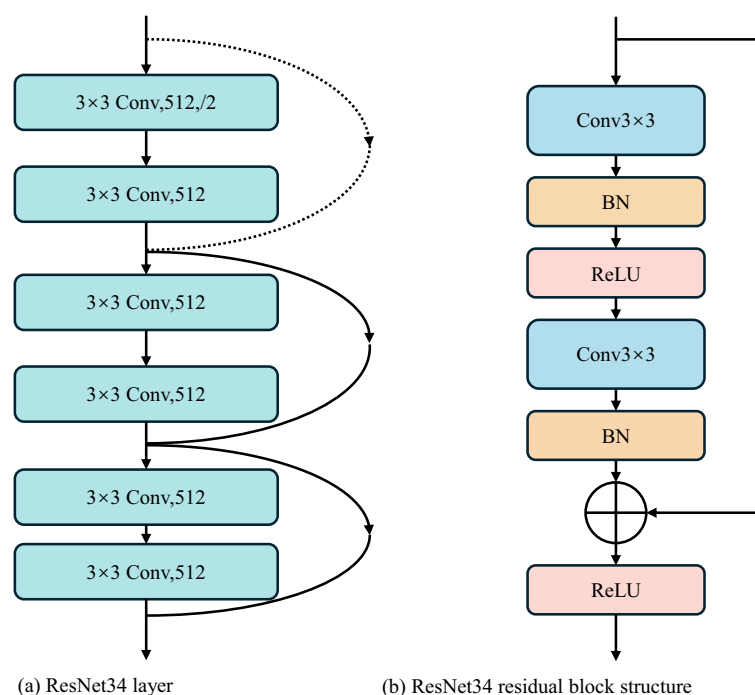 3×3 Conv,512,/2
3×3 Conv,512
3×3 Conv,512
3×3 Conv,512
3×3 Conv,512
3×3 Conv,512
(a) ResNet34 layer
Conv3×3
BN
ReLU
Conv3×3
BN
ReLU
(b) ResNet34 residual block structure